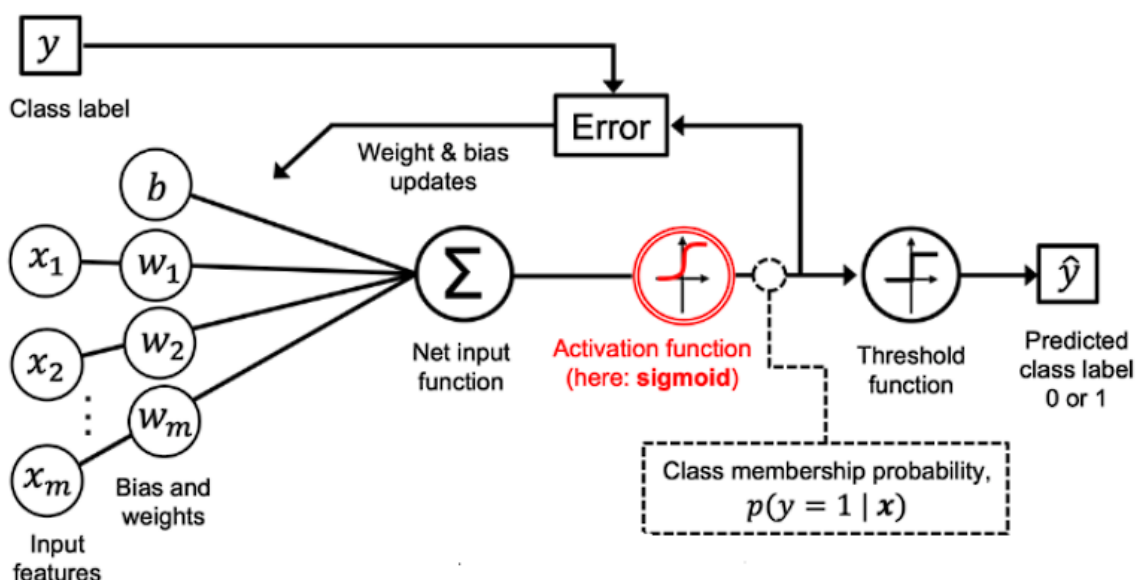 y
Class label
Error
Weight & bias
updates
b
x₁
w₁
x₂
w₂
⋮
xₘ
wₘ
Input
features
Bias and
weights
Σ
Net input
function
Activation function
(here: sigmoid)
Class membership probability,
p(y = 1 | x)
Threshold
function
ŷ
Predicted
class label
0 or 1